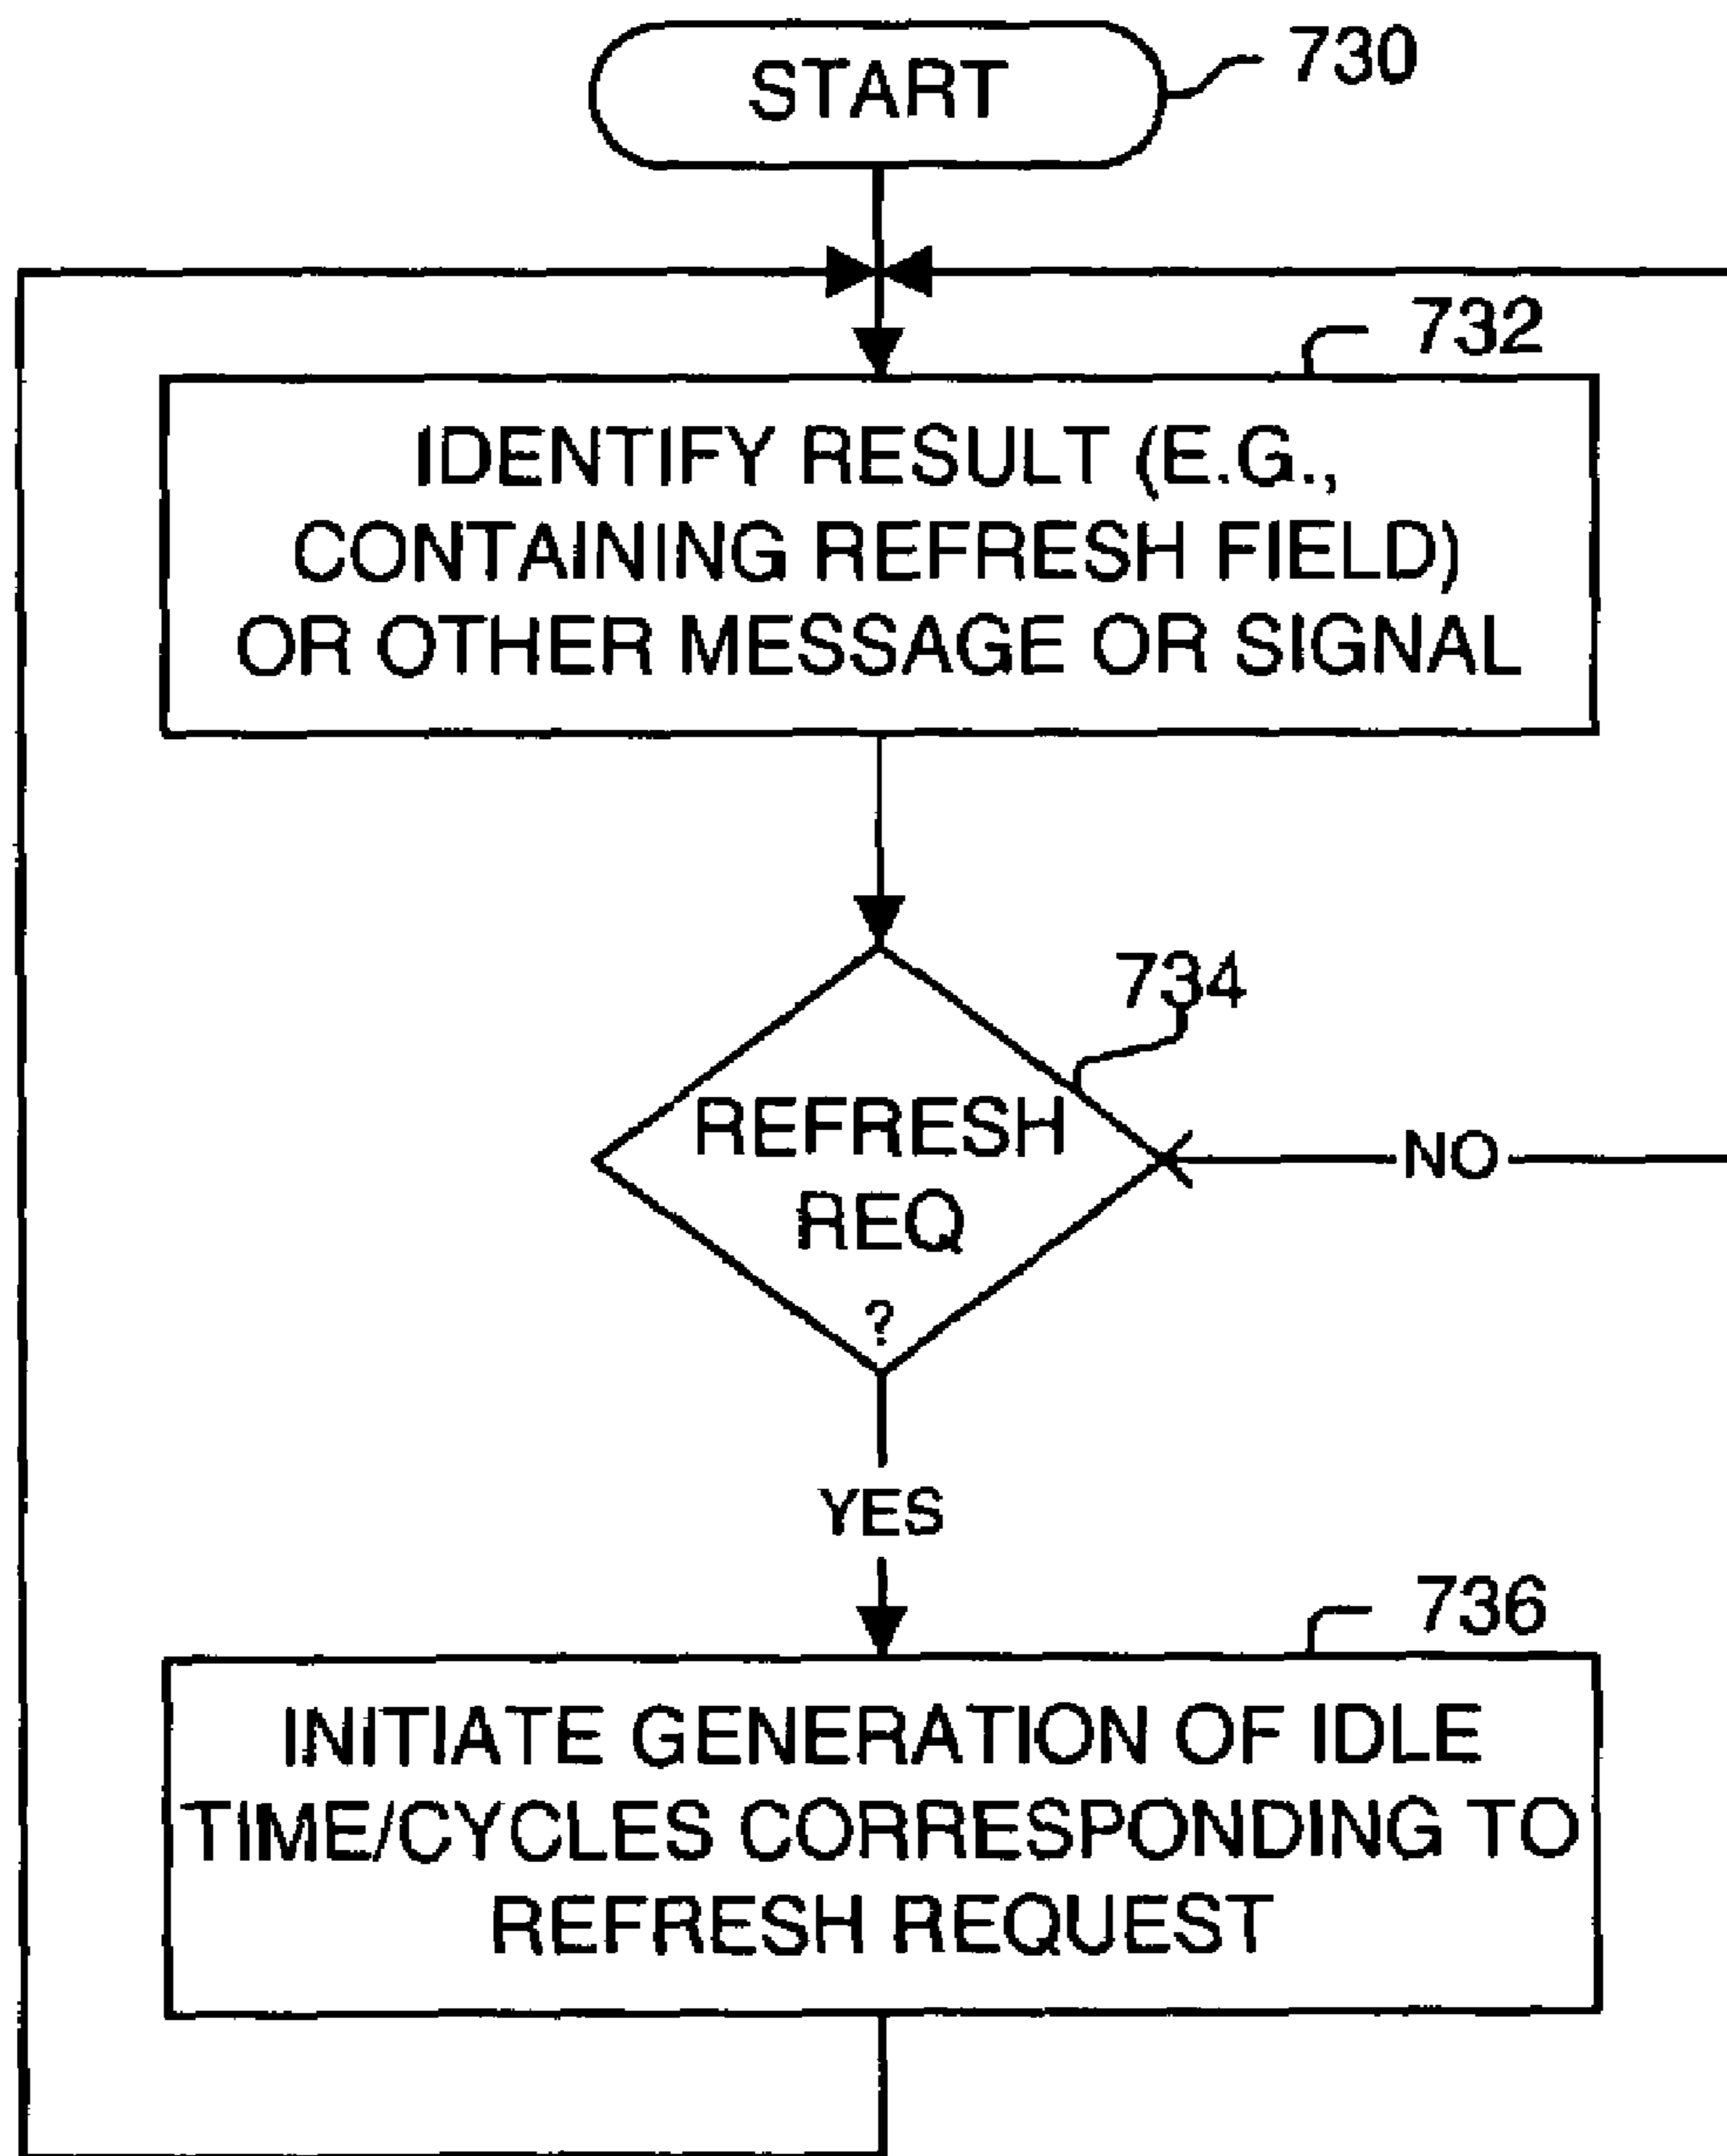 START
730
732
IDENTIFY RESULT (E.G.,
CONTAINING REFRESH FIELD)
OR OTHER MESSAGE OR SIGNAL
734
REFRESH
REQ
?
NO
YES
736
INITIATE GENERATION OF IDLE
TIME/CYCLES CORRESPONDING TO
REFRESH REQUEST